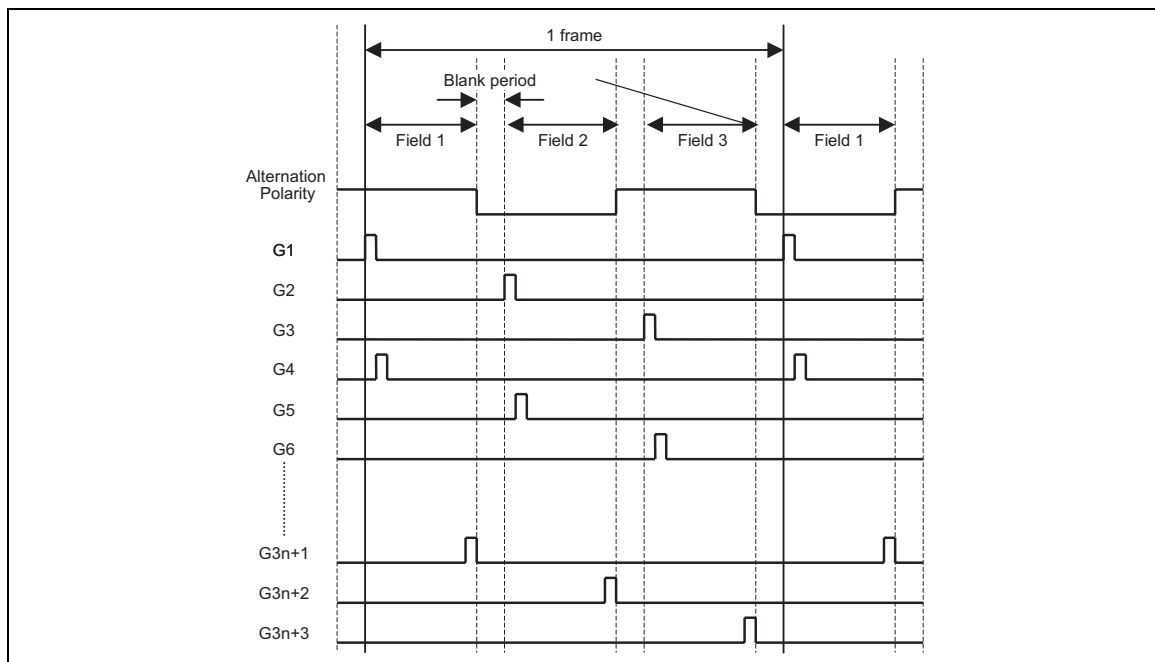 1 frame
Blank period
Field 1
Field 2
Field 3
Field 1
Alternation
Polarity
G1
G2
G3
G4
G5
G6
G3n+1
G3n+2
G3n+3